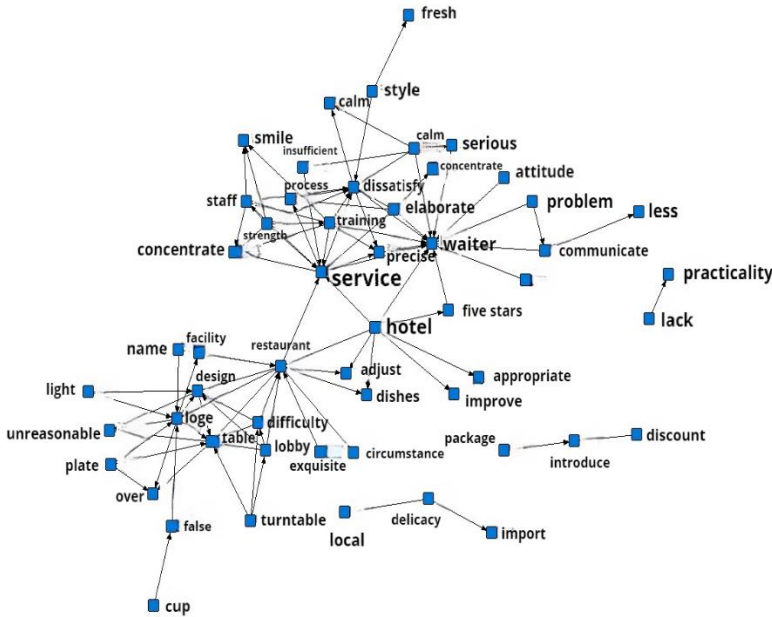 fresh
style
calm
smile
calm
serious
insufficient
concentrate
attitude
process
dissatisfy
staff
elaborate
problem
less
training
strength
concentrate
precise
waiter
communicate
service
practicality
five stars
lack
hotel
name
facility
restaurant
design
adjust
appropriate
light
dishes
improve
loge
difficulty
unreasonable
table
lobby
package
discount
plate
exquisite
circumstance
introduce
over
false
turntable
local
delicacy
import
cup